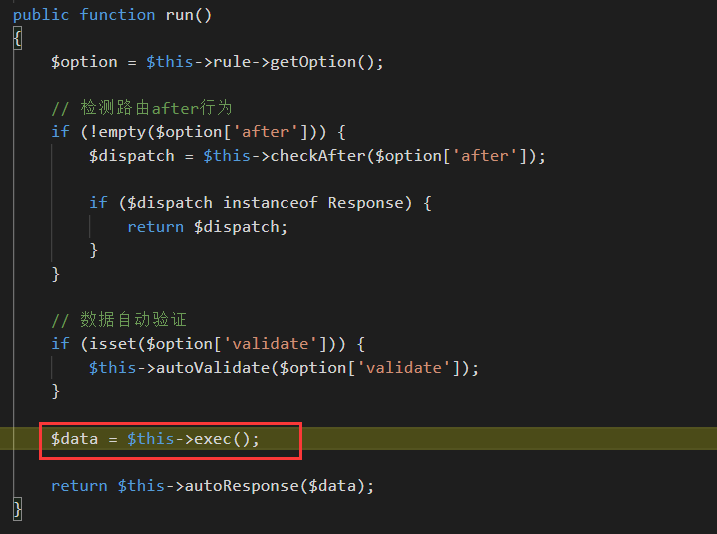 public function run()
{
$option = $this->rule->getOption();
// 检测路由after行为
if (!empty($option['after'])) {
$dispatch = $this->checkAfter($option['after']);
if ($dispatch instanceof Response) {
return $dispatch;
}
}
// 数据自动验证
if (isset($option['validate'])) {
$this->autoValidate($option['validate']);
}
$data = $this->exec();
return $this->autoResponse($data);
}